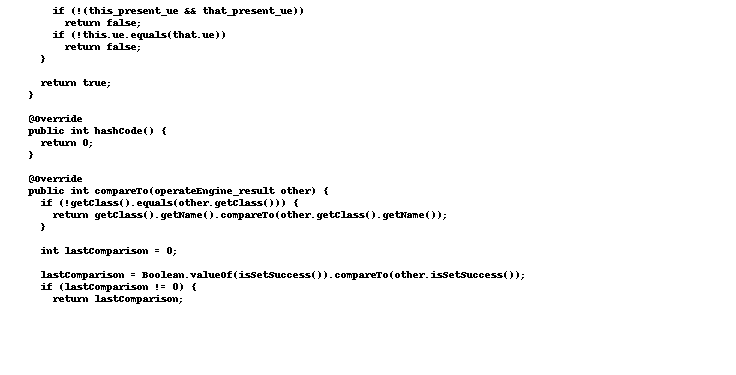 if (!(this_present_ue && that_present_ue))
return false;
if (!this.ue.equals(that.ue))
return false;
}
return true;
}
@Override
public int hashCode() {
return 0;
}
@Override
public int compareTo(operateEngine_result other) {
if (!getClass().equals(other.getClass())) {
return getClass().getName().compareTo(other.getClass().getName());
}
int lastComparison = 0;
lastComparison = Boolean.valueOf(isSetSuccess()).compareTo(other.isSetSuccess());
if (lastComparison != 0) {
return lastComparison;